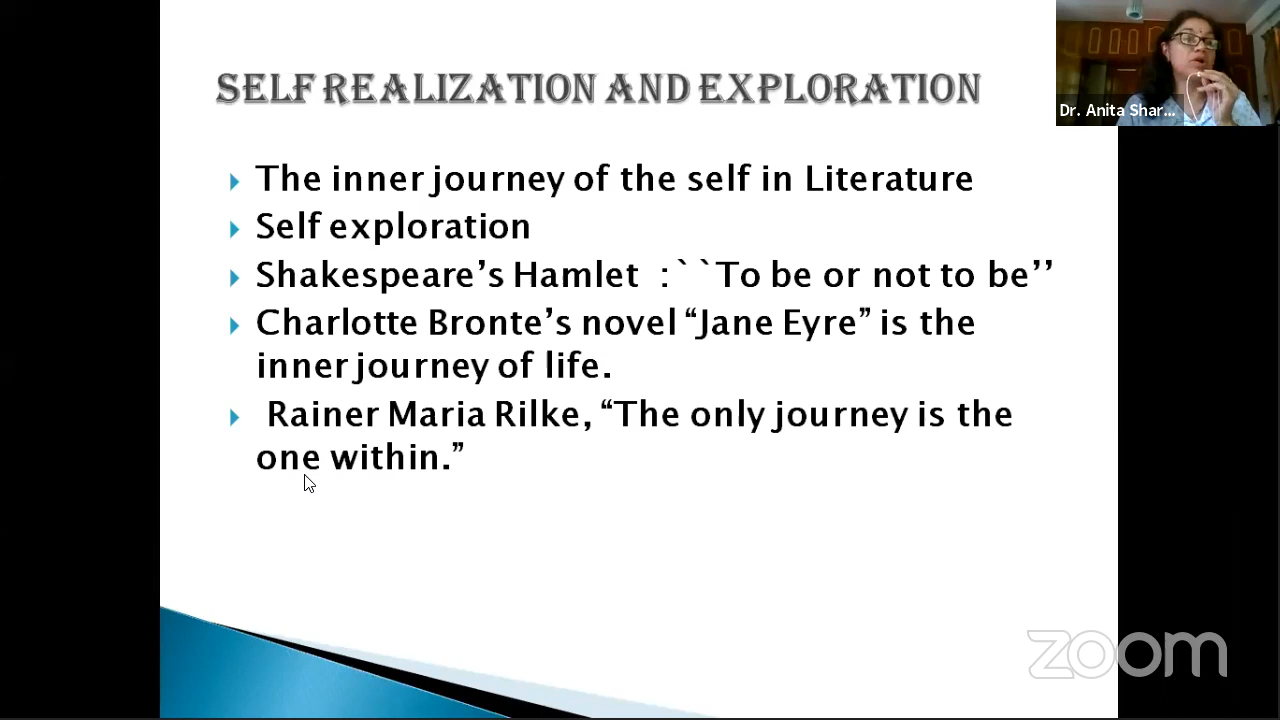 SELF REALIZATION AND EXPLORATION
The inner journey of the self in Literature
Self exploration
Shakespeare’s Hamlet : ``To be or not to be’’
Charlotte Bronte’s novel “Jane Eyre” is the
inner journey of life.
Rainer Maria Rilke, “The only journey is the
one within.”
Dr. Anita Shar...
zoom